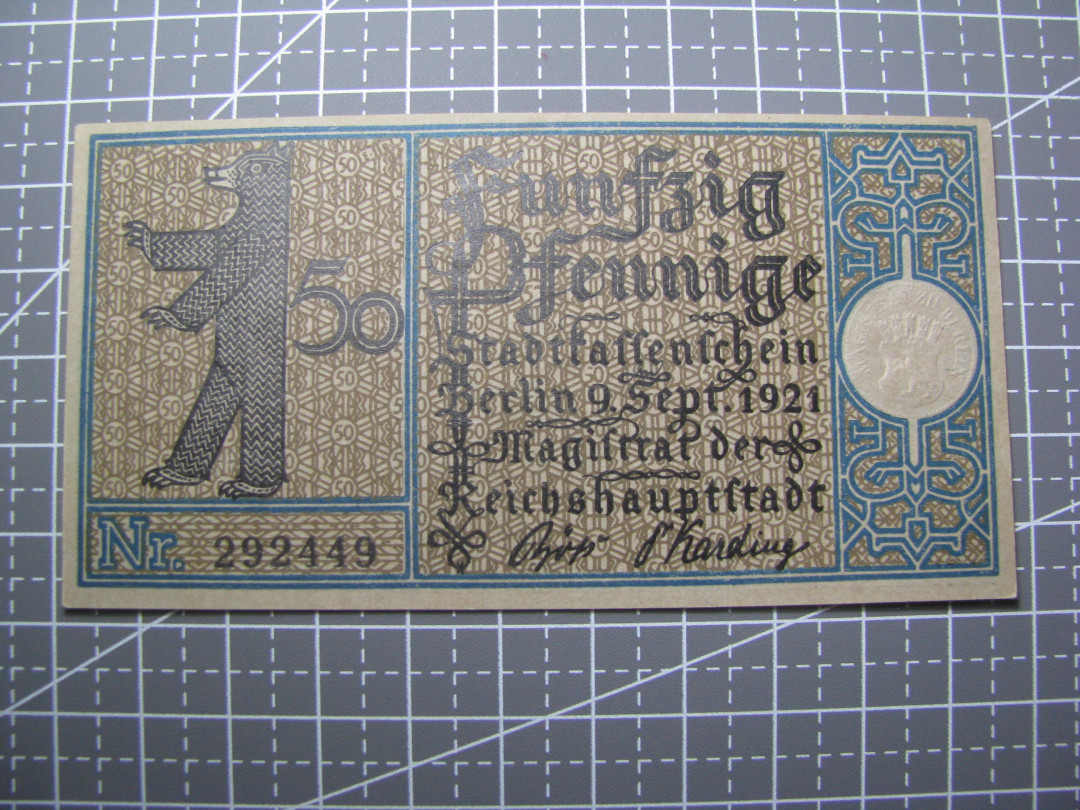 50
Fünfzig
Pfennige
Stadtkaſſenſchein
Berlin 9. Sept. 1921
Magiſtrat der
Reichshauptſtadt
Nr. 292449